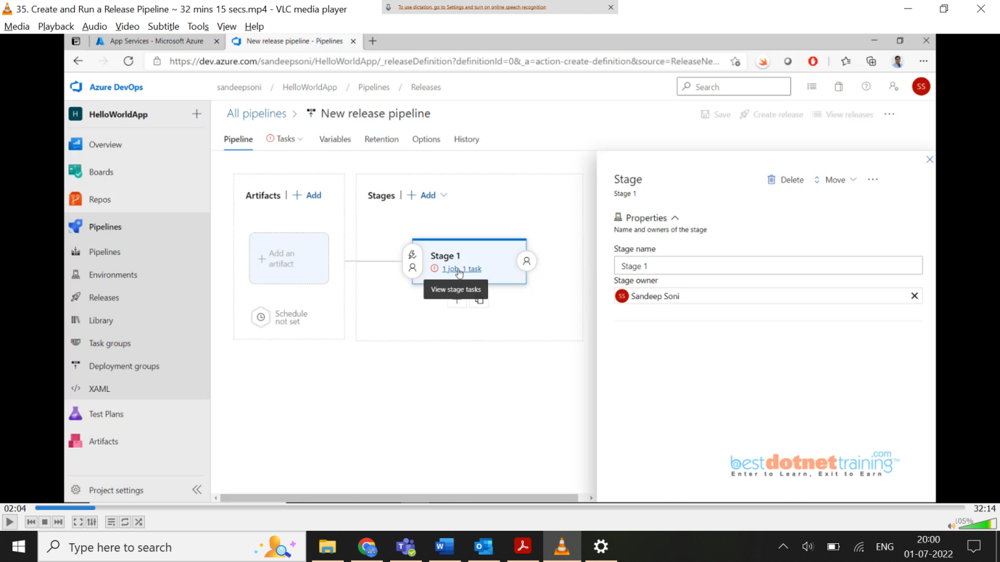 35. Create and Run a Release Pipeline ~ 32 mins 15 secs.mp4 - VLC media player
To use dictation, go to Settings and turn on online speech recognition
Media Playback Audio Video Subtitle Tools View Help
App Services - Microsoft Azure
New release pipeline - Pipelines
https://dev.azure.com/sandeepsoni/HelloWorldApp/_releaseDefinition?definitionId=0&_a=action-create-definition&source=ReleaseNe...
Azure DevOps
sandeepsoni / HelloWorldApp / Pipelines / Releases
Search
SS
H HelloWorldApp
All pipelines > New release pipeline
Save Create release View releases
Pipeline Tasks Variables Retention Options History
Overview
Boards
Repos
Pipelines
Pipelines
Environments
Releases
Library
Task groups
Deployment groups
XAML
Test Plans
Artifacts
Project settings
Artifacts | + Add
Add an
artifact
Schedule
not set
Stages | + Add
Stage 1
1 job, 1 task
View stage tasks
Stage
Stage 1
Delete Move
Properties
Name and owners of the stage
Stage name
Stage 1
Stage owner
SS Sandeep Soni
bestdotnettraining.com™
Enter to Learn, Exit to Earn
02:04
32:14
105%
Type here to search
ENG
20:00
01-07-2022